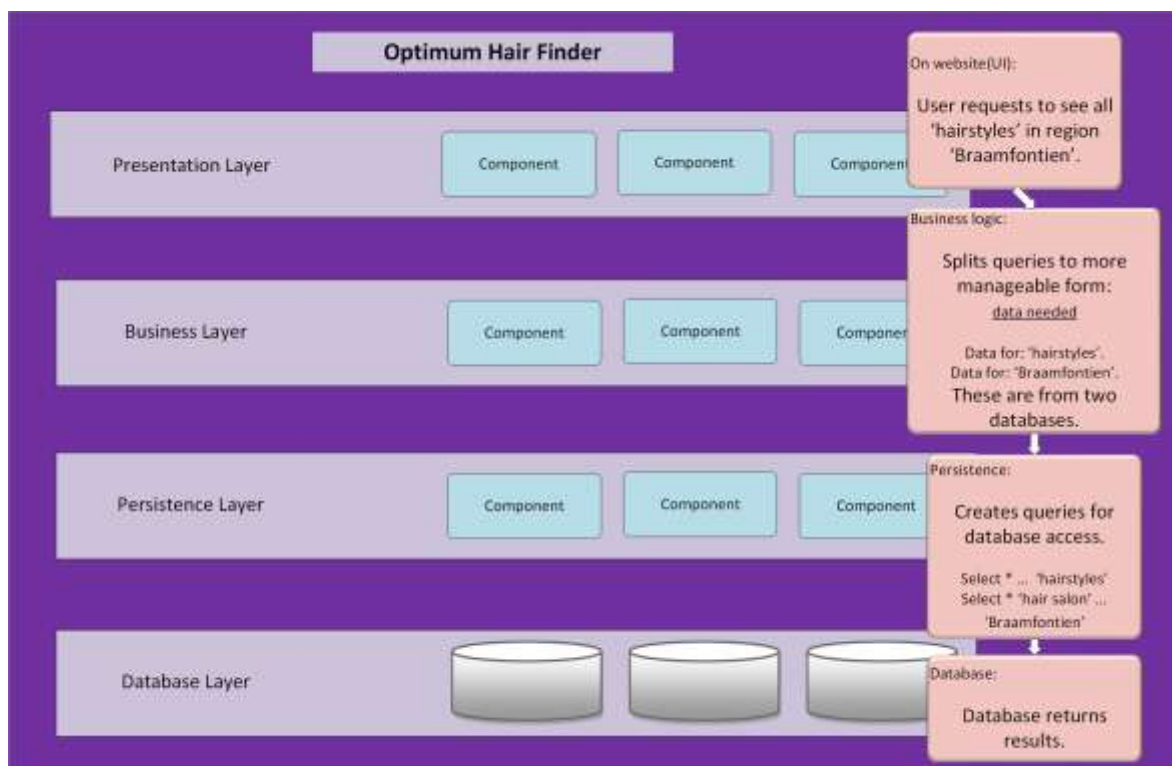 Optimum Hair Finder
Presentation Layer
Component
Component
Component
Business Layer
Component
Component
Component
Persistence Layer
Component
Component
Component
Database Layer
On website(UI):
User requests to see all
'hairstyles' in region
'Braamfontien'.
Business logic:
Splits queries to more
manageable form:
data needed
Data for: 'hairstyles'.
Data for: 'Braamfontien'.
These are from two
databases.
Persistence:
Creates queries for
database access.
Select * ... 'hairstyles'
Select * 'hair salon' ...
'Braamfontien'
Database:
Database returns
results.